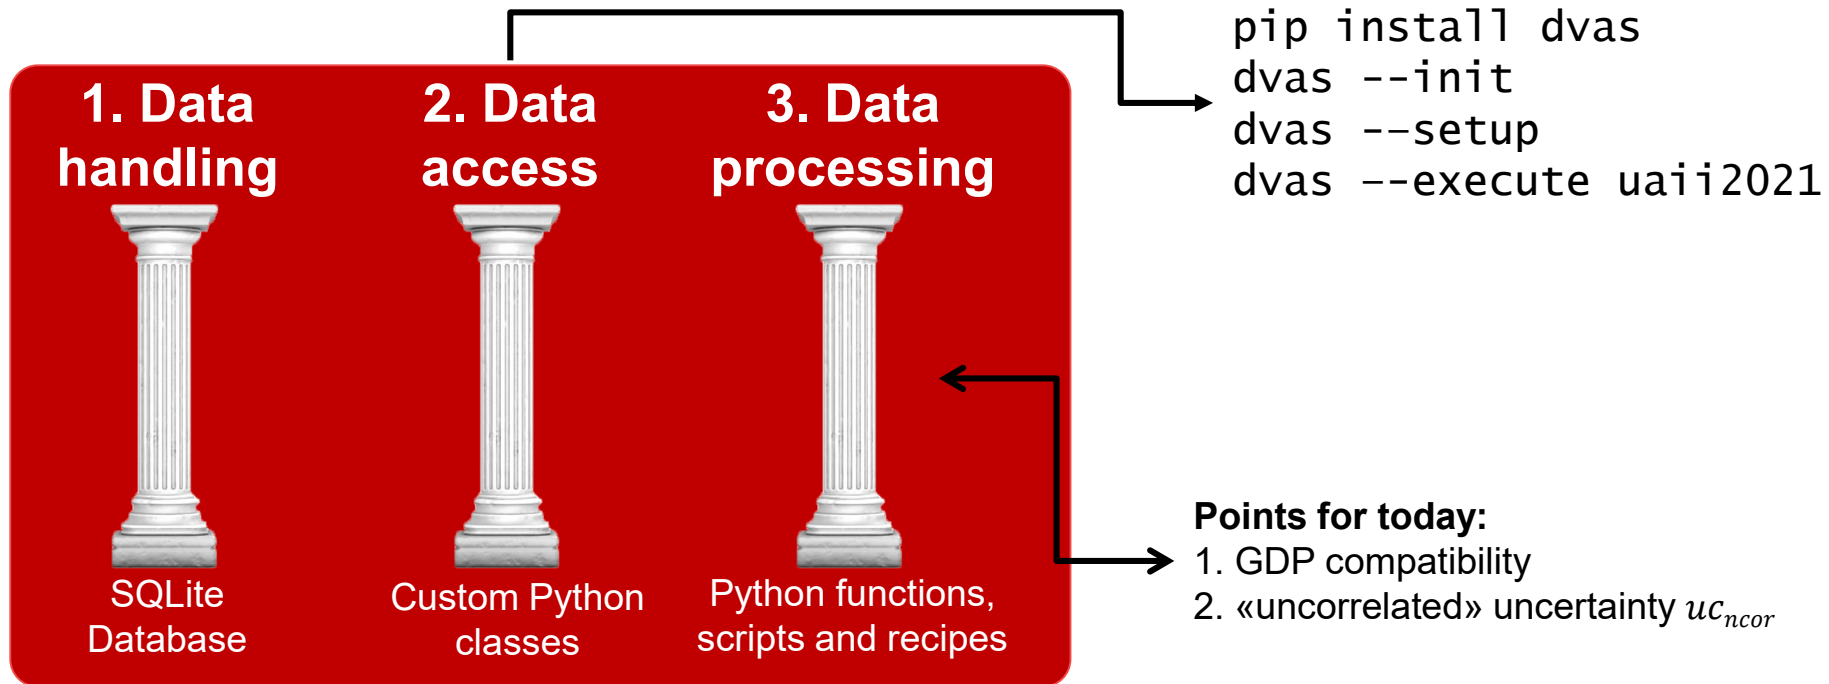 1. Data
handling
2. Data
access
3. Data
processing
SQLite
Database
Custom Python
classes
Python functions,
scripts and recipes
pip install dvas
dvas --init
dvas --setup
dvas --execute uaii2021
Points for today:
1. GDP compatibility
2. «uncorrelated» uncertainty uc_ncor